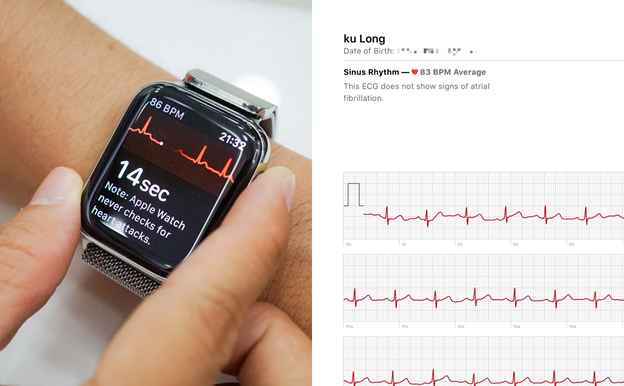 86 BPM
21:32
14sec
Note: Apple Watch
never checks for
heart attacks.
ku Long
Date of Birth:
Sinus Rhythm — ❤ 83 BPM Average
This ECG does not show signs of atrial
fibrillation.